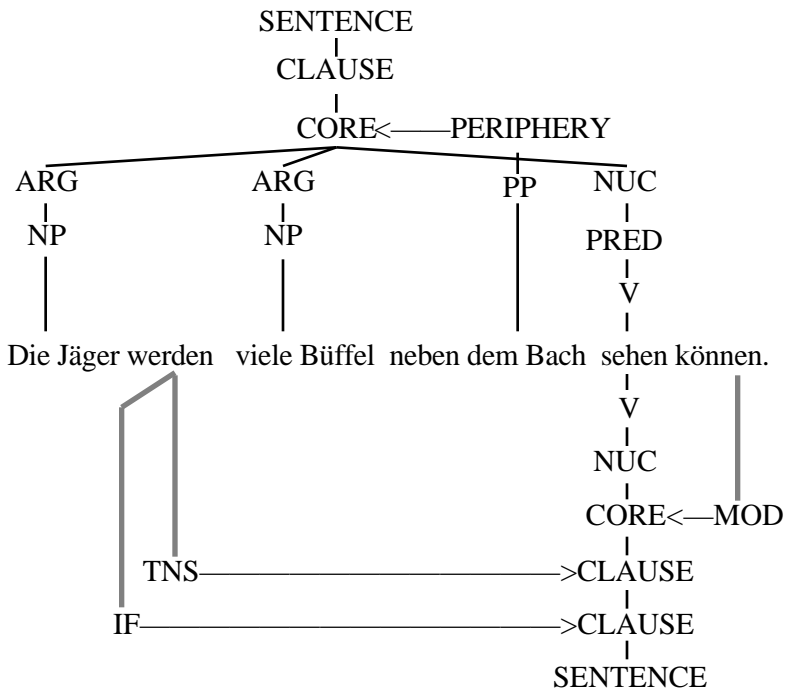 SENTENCE
CLAUSE
CORE<——PERIPHERY
ARG ARG PP NUC
NP NP PRED
V
Die Jäger werden viele Büffel neben dem Bach sehen können.
V
NUC
CORE<—MOD
TNS————————————>CLAUSE
IF——————————————>CLAUSE
SENTENCE